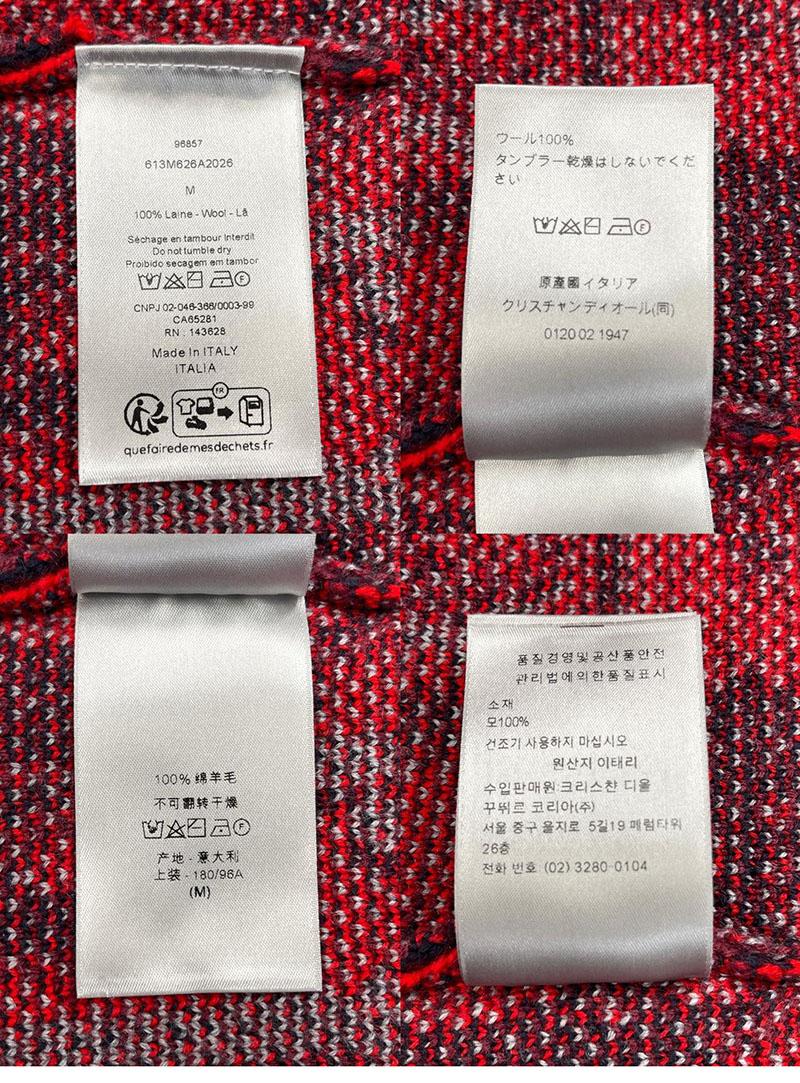 96857
613M626A2026
M
100% Laine - Wool - Lã
Séchage en tambour Interdit
Do not tumble dry
Proibido secagem em tambor
F
CNPJ 02-046-366/0003-99
CA65281
RN : 143628
Made In ITALY
ITALIA
FR
quefairedemesdechets.fr
ウール100%
タンブラー乾燥はしないでくだ
さい
F
原產國イタリア
クリスチャンディオール(同)
0120 02 1947
100% 绵羊毛
不可翻转干燥
F
产地 - 意大利
上装 - 180/96A
(M)
품질경영및공산품안전
관리법에의한품질표시
소재
모100%
건조기 사용하지 마십시오
원산지 이태리
수입판매원:크리스챤 디올
꾸뛰르 코리아(주)
서울 중구 을지로 5길19 페럼타워
26층
전화 번호 :(02) 3280-0104